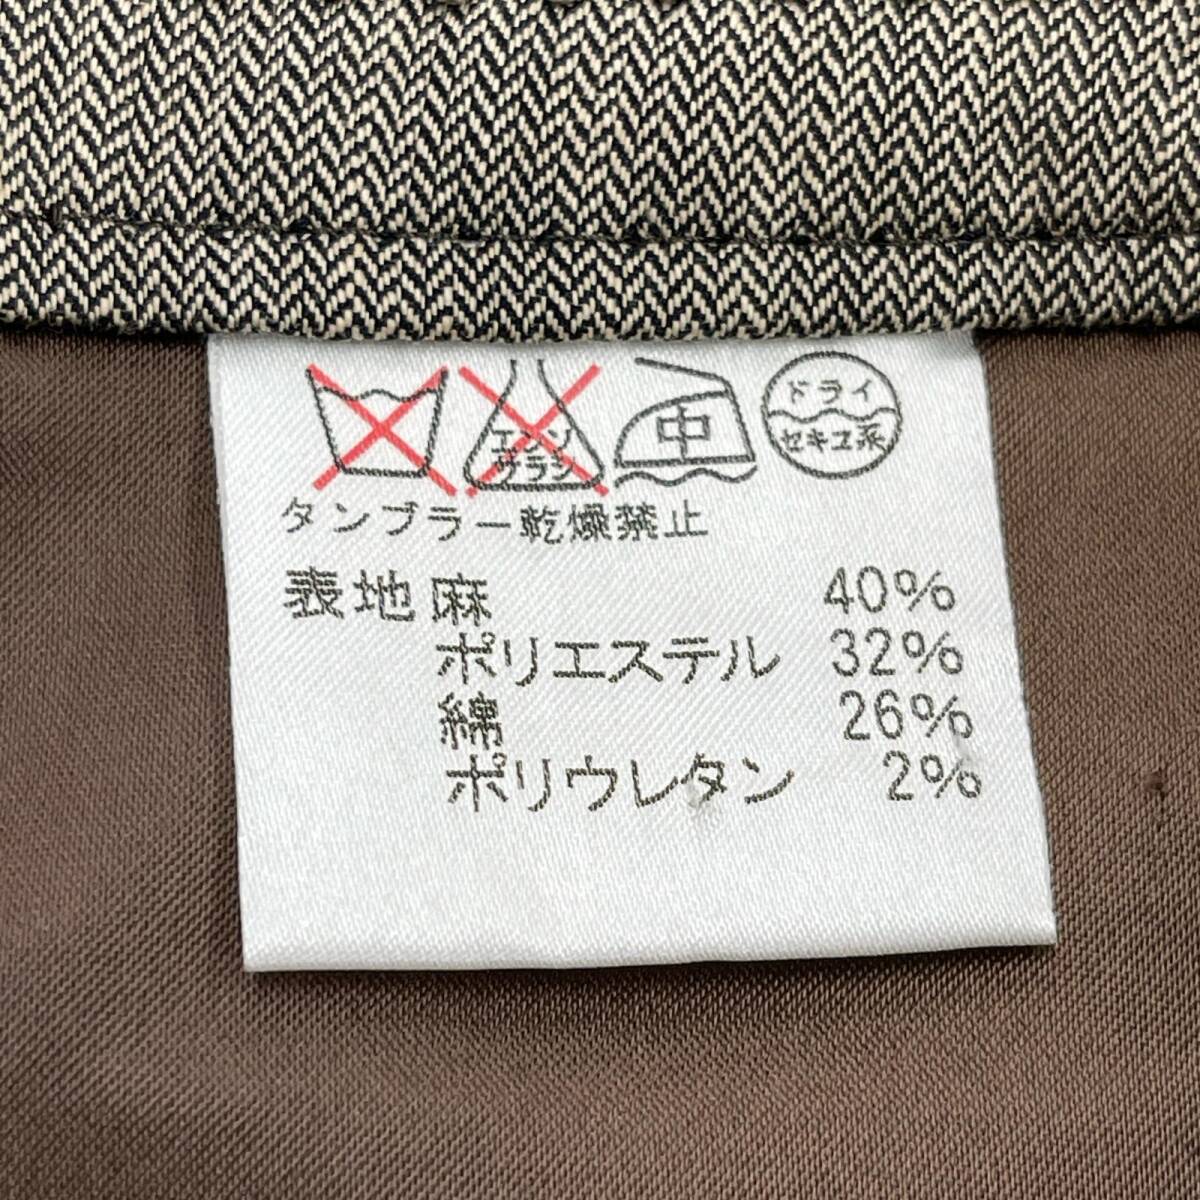 エンソ
サラシ
中
ドライ
セキユ系
タンブラー乾燥禁止
表地 麻 40%
ポリエステル 32%
綿 26%
ポリウレタン 2%